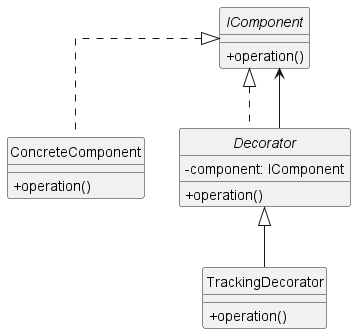 IComponent
+operation()
ConcreteComponent
+operation()
Decorator
-component: IComponent
+operation()
TrackingDecorator
+operation()